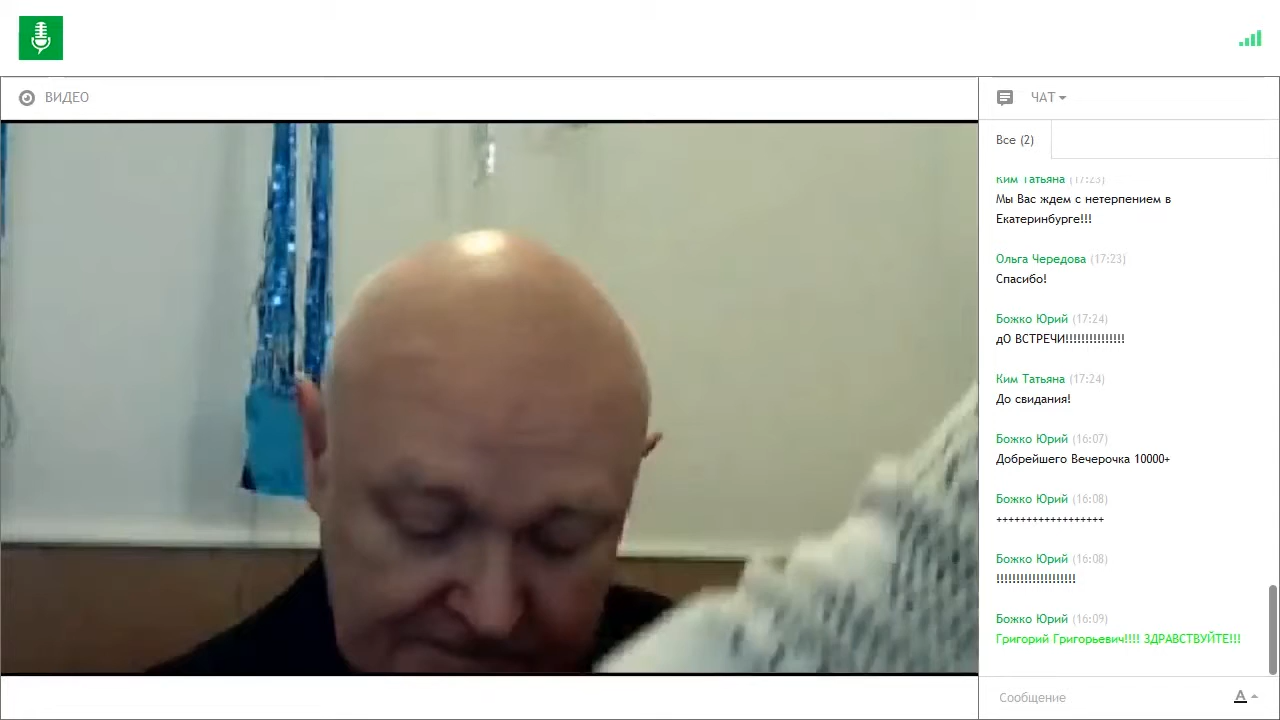 ВИДЕО
ЧАТ
Все (2)
Ким Татьяна (17:23)
Мы Вас ждем с нетерпением в
Екатеринбурге!!!
Ольга Чередова (17:23)
Спасибо!
Божко Юрий (17:24)
дО ВСТРЕЧИ!!!!!!!!!!!!!!!
Ким Татьяна (17:24)
До свидания!
Божко Юрий (16:07)
Добрейшего Вечерочка 10000+
Божко Юрий (16:08)
++++++++++++++++++
Божко Юрий (16:08)
!!!!!!!!!!!!!!!!!!!!
Божко Юрий (16:09)
Григорий Григорьевич!!!! ЗДРАВСТВУЙТЕ!!!
Сообщение
A